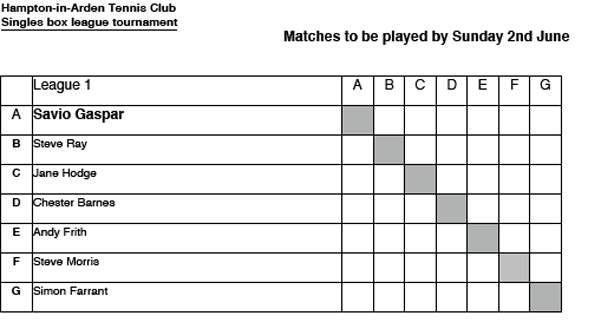 Hampton-in-Arden Tennis Club
Singles box league tournament
Matches to be played by Sunday 2nd June
League 1 A B C D E F G
A Savio Gaspar
B Steve Ray
C Jane Hodge
D Chester Barnes
E Andy Frith
F Steve Morris
G Simon Farrant